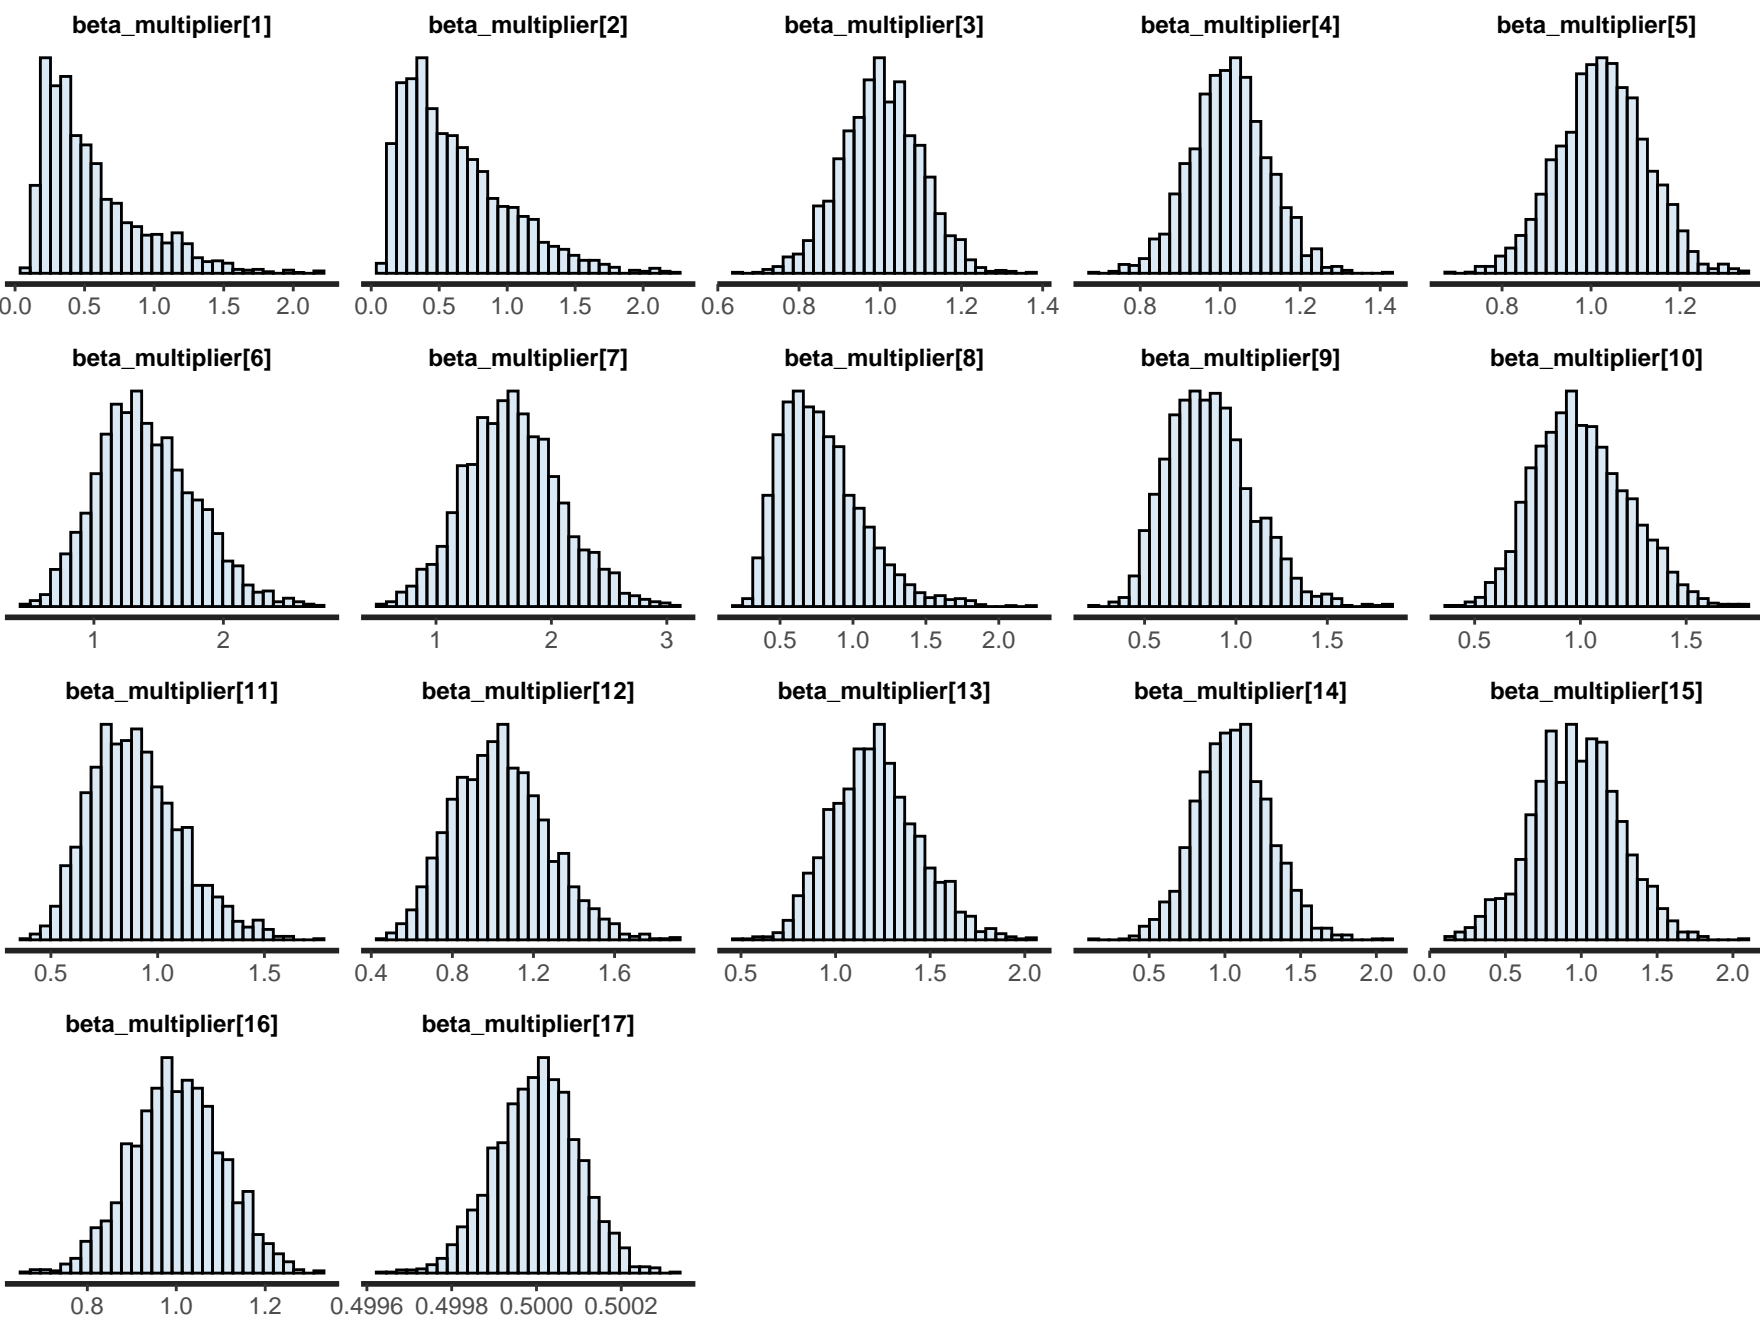 beta_multiplier[1] beta_multiplier[2] beta_multiplier[3] beta_multiplier[4] beta_multiplier[5]
0.0 0.5 1.0 1.5 2.0 0.0 0.5 1.0 1.5 2.0 0.6 0.8 1.0 1.2 1.4 0.8 1.0 1.2 1.4 0.8 1.0 1.2
beta_multiplier[6] beta_multiplier[7] beta_multiplier[8] beta_multiplier[9] beta_multiplier[10]
1 2 1 2 3 0.5 1.0 1.5 2.0 0.5 1.0 1.5 0.5 1.0 1.5
beta_multiplier[11] beta_multiplier[12] beta_multiplier[13] beta_multiplier[14] beta_multiplier[15]
0.5 1.0 1.5 0.4 0.8 1.2 1.6 0.5 1.0 1.5 2.0 0.5 1.0 1.5 2.0 0.0 0.5 1.0 1.5 2.0
beta_multiplier[16] beta_multiplier[17]
0.8 1.0 1.2 0.4996 0.4998 0.5000 0.5002